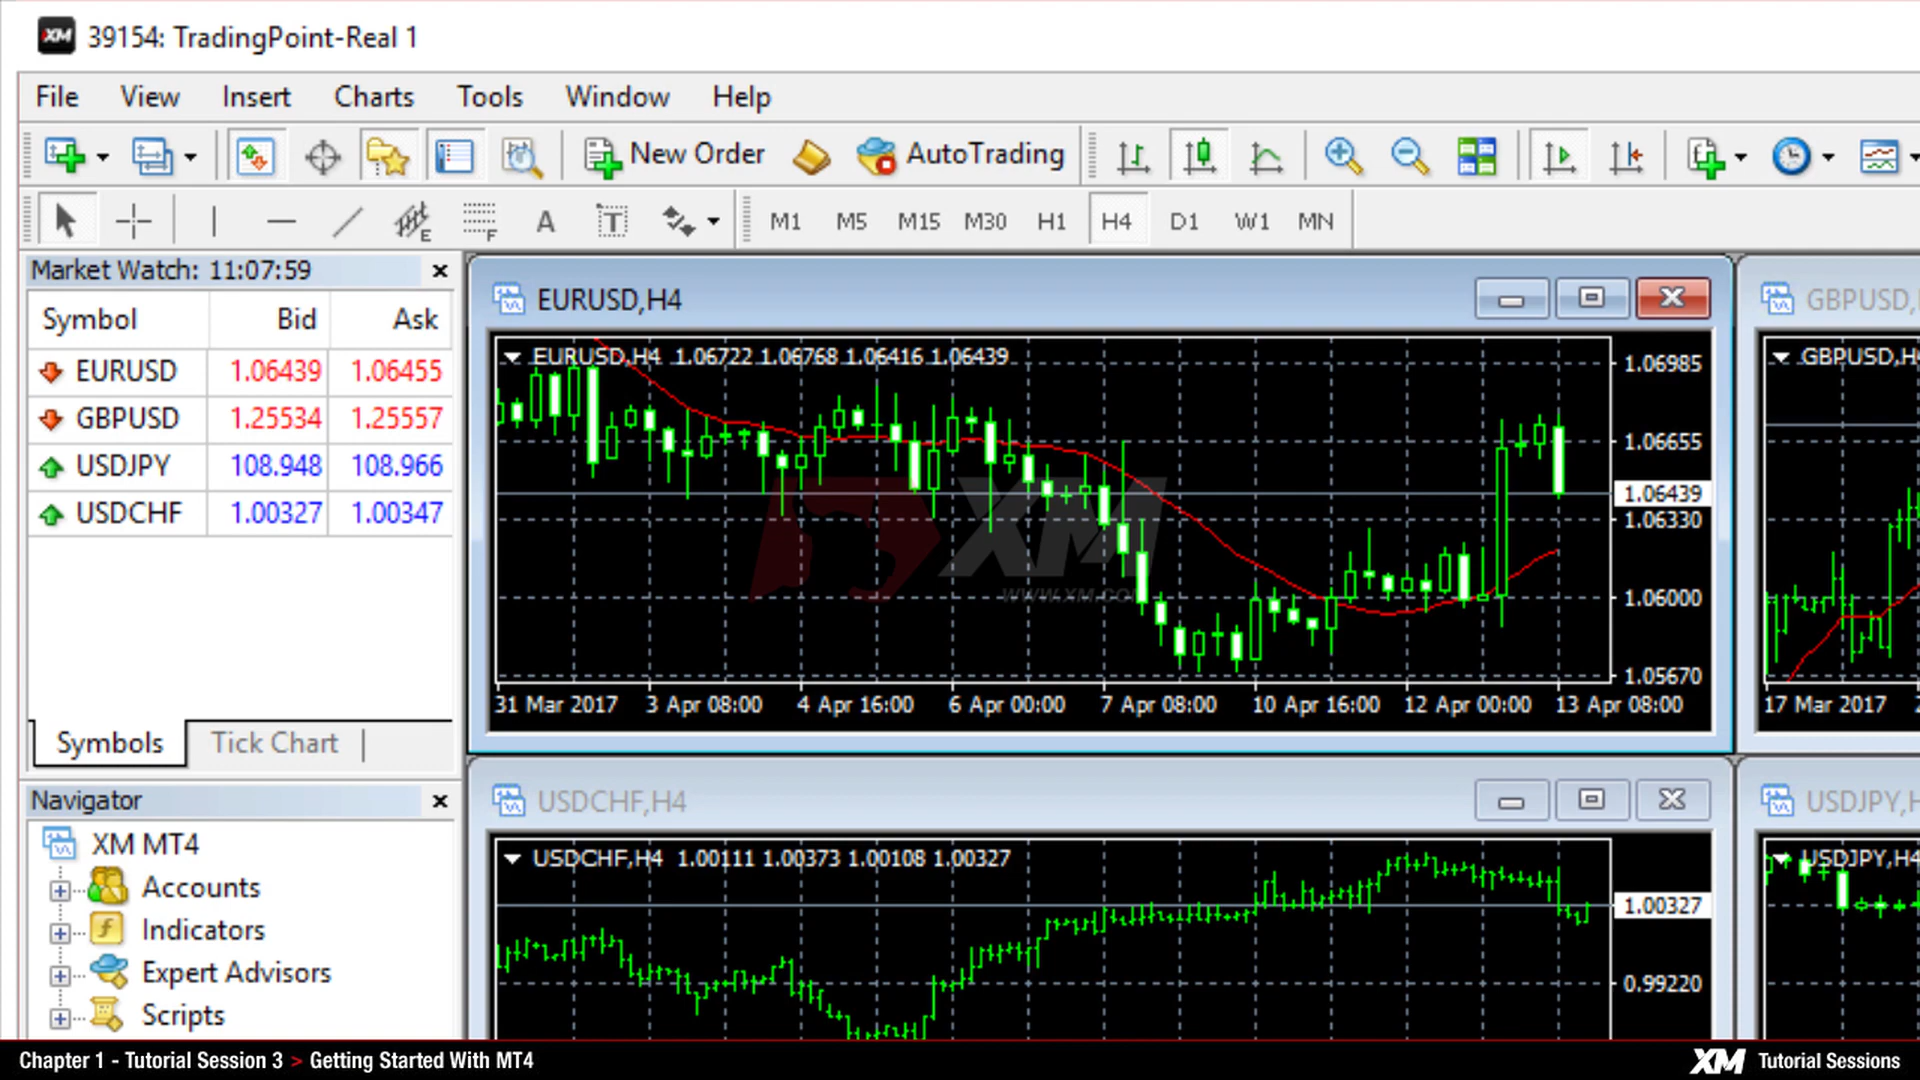 XM 39154: TradingPoint-Real 1
File View Insert Charts Tools Window Help
New Order AutoTrading
E F A T M1 M5 M15 M30 H1 H4 D1 W1 MN
Market Watch: 11:07:59
Symbol Bid Ask
EURUSD 1.06439 1.06455
GBPUSD 1.25534 1.25557
USDJPY 108.948 108.966
USDCHF 1.00327 1.00347
Symbols Tick Chart
Navigator
XM MT4
Accounts
Indicators
Expert Advisors
Scripts
EURUSD,H4
EURUSD,H4 1.06722 1.06768 1.06416 1.06439
1.06985
1.06655
1.06439
1.06330
1.06000
1.05670
XM
31 Mar 2017 3 Apr 08:00 4 Apr 16:00 6 Apr 00:00 7 Apr 08:00 10 Apr 16:00 12 Apr 00:00 13 Apr 08:00
GBPUSD,
GBPUSD,H4
17 Mar 2017
USDCHF,H4
USDCHF,H4 1.00111 1.00373 1.00108 1.00327
1.00327
0.99220
USDJPY,H
USDJPY,H4
Chapter 1 - Tutorial Session 3 > Getting Started With MT4
XM Tutorial Sessions